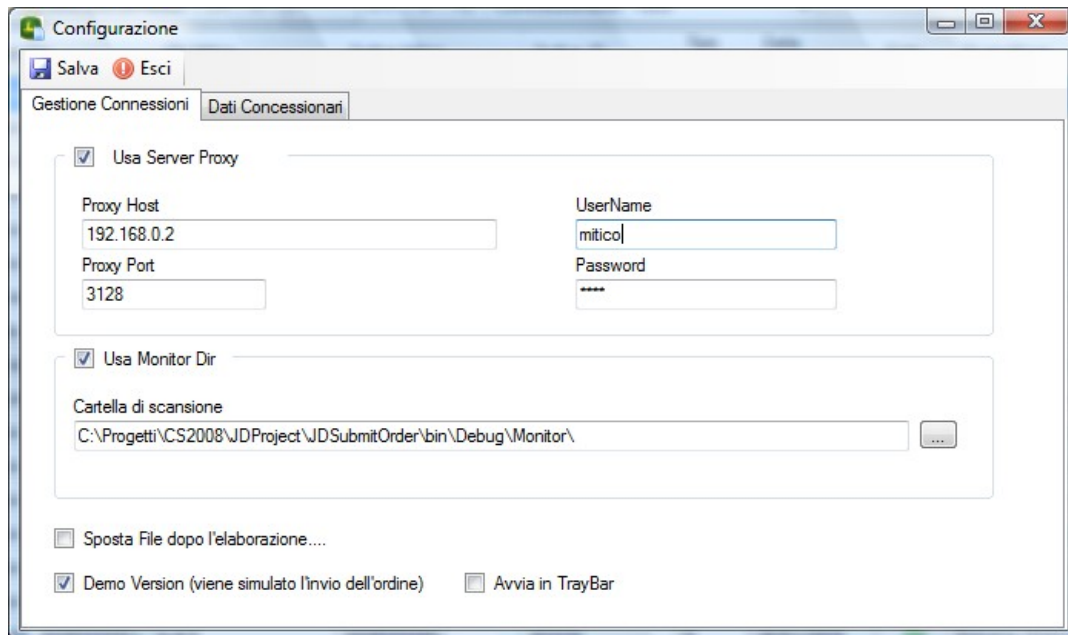 Configurazione
Salva Esci
Gestione Connessioni Dati Concessionari
Usa Server Proxy
Proxy Host UserName
192.168.0.2 mitico
Proxy Port Password
3128 ****
Usa Monitor Dir
Cartella di scansione
C:\Progetti\CS2008\JDProject\JDSubmitOrder\bin\Debug\Monitor\ ...
Sposta File dopo l'elaborazione....
Demo Version (viene simulato l'invio dell'ordine) Avvia in TrayBar